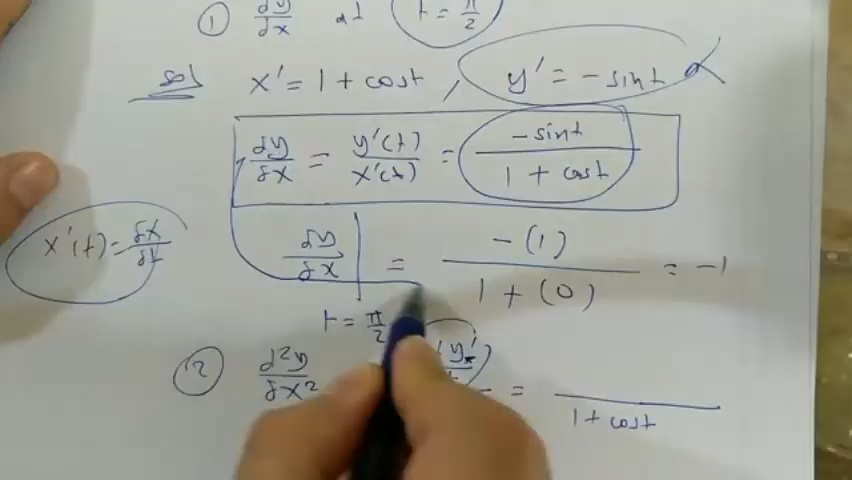 ① dy/dx at t = π/2
sol x' = 1 + cost , y' = -sint
dy/dx = y'(t)/x'(t) = -sint/(1 + cost)
x'(t) = dx/dt
dy/dx | t = π/2 = -(1)/(1 + (0)) = -1
② d²y/dx² = /(1 + cost)